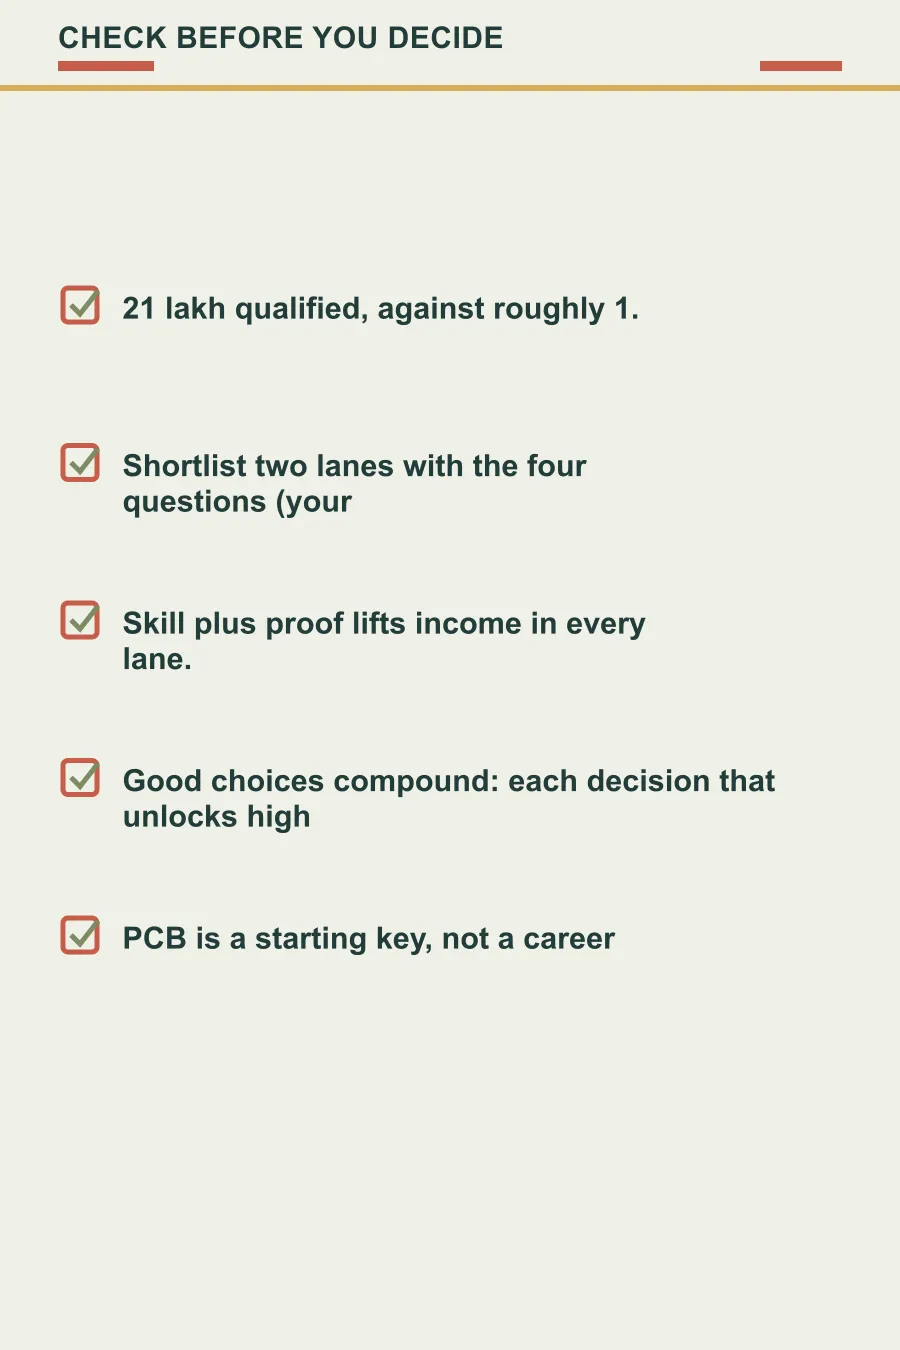 CHECK BEFORE YOU DECIDE
21 lakh qualified, against roughly 1.
Shortlist two lanes with the four
questions (your
Skill plus proof lifts income in every
lane.
Good choices compound: each decision that
unlocks high
PCB is a starting key, not a career